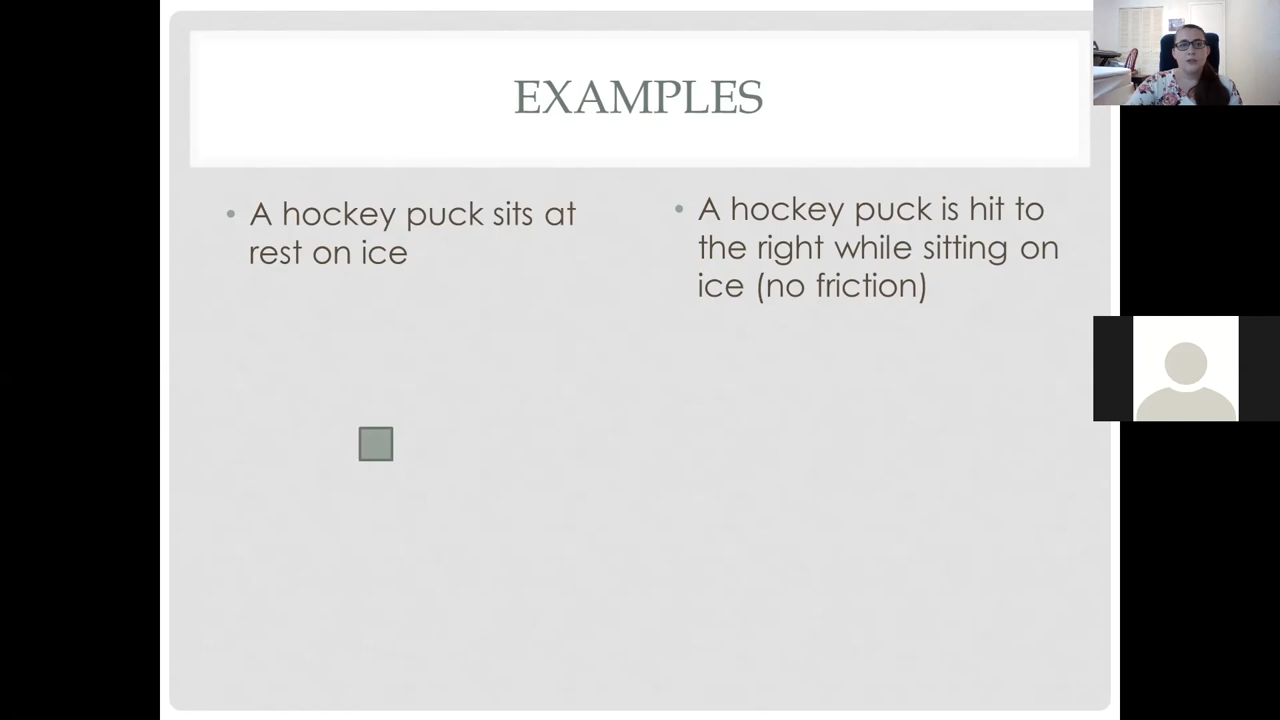 EXAMPLES
• A hockey puck sits at
rest on ice
• A hockey puck is hit to
the right while sitting on
ice (no friction)